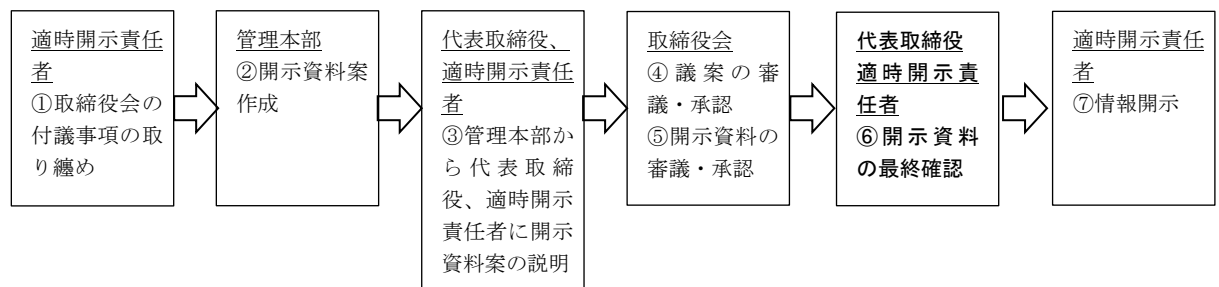 適時開示責任
者
①取締役会の
付議事項の取
り纏め
管理本部
②開示資料案
作成
代表取締役、
適時開示責任
者
③管理本部か
ら代表取締
役、適時開示
責任者に開示
資料案の説明
取締役会
④議案の審
議・承認
⑤開示資料の
審議・承認
代表取締役
適時開示責
任者
⑥開示資料
の最終確認
適時開示責任
者
⑦情報開示